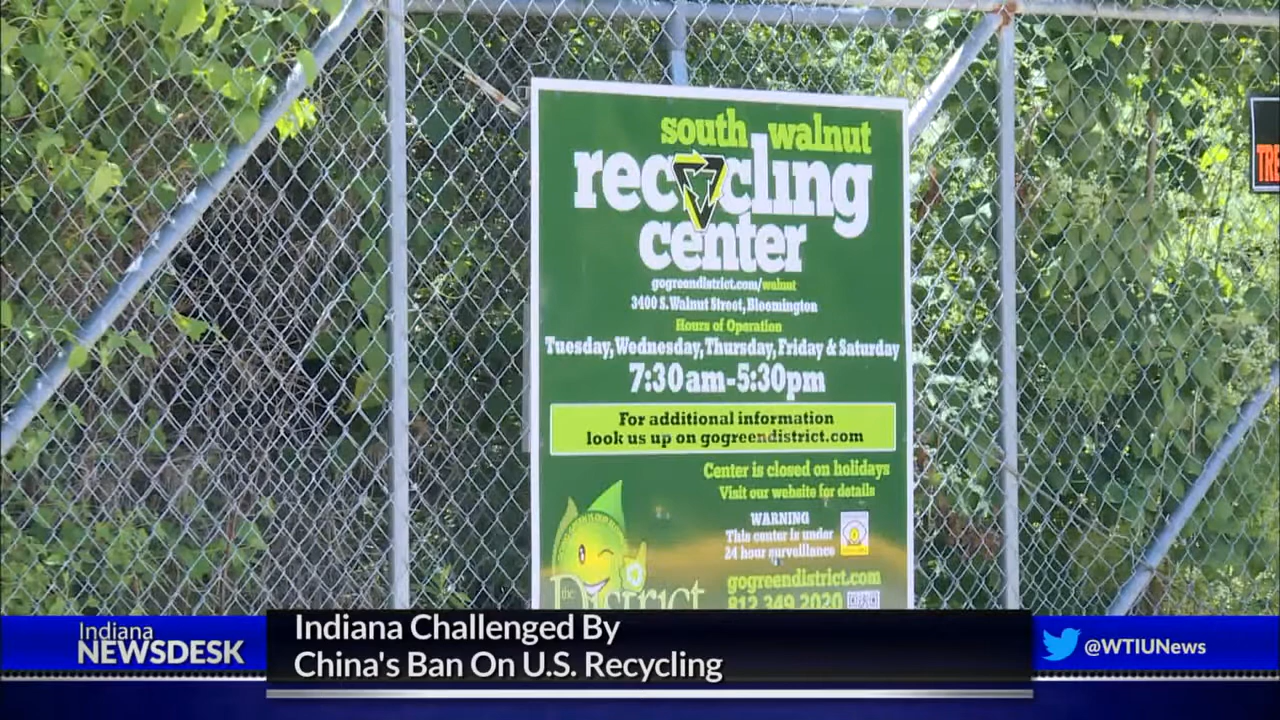 south walnut
recycling
center
gogreendistrict.com/walnut
3400 S. Walnut Street, Bloomington
Hours of Operation
Tuesday, Wednesday, Thursday, Friday & Saturday
7:30am-5:30pm
For additional information
look us up on gogreendistrict.com
Center is closed on holidays
Visit our website for details
WARNING
This center is under
24 hour surveillance
gogreendistrict.com
812.349.2020
the District
TRE
Indiana
NEWSDESK
Indiana Challenged By
China's Ban On U.S. Recycling
@WTIUNews